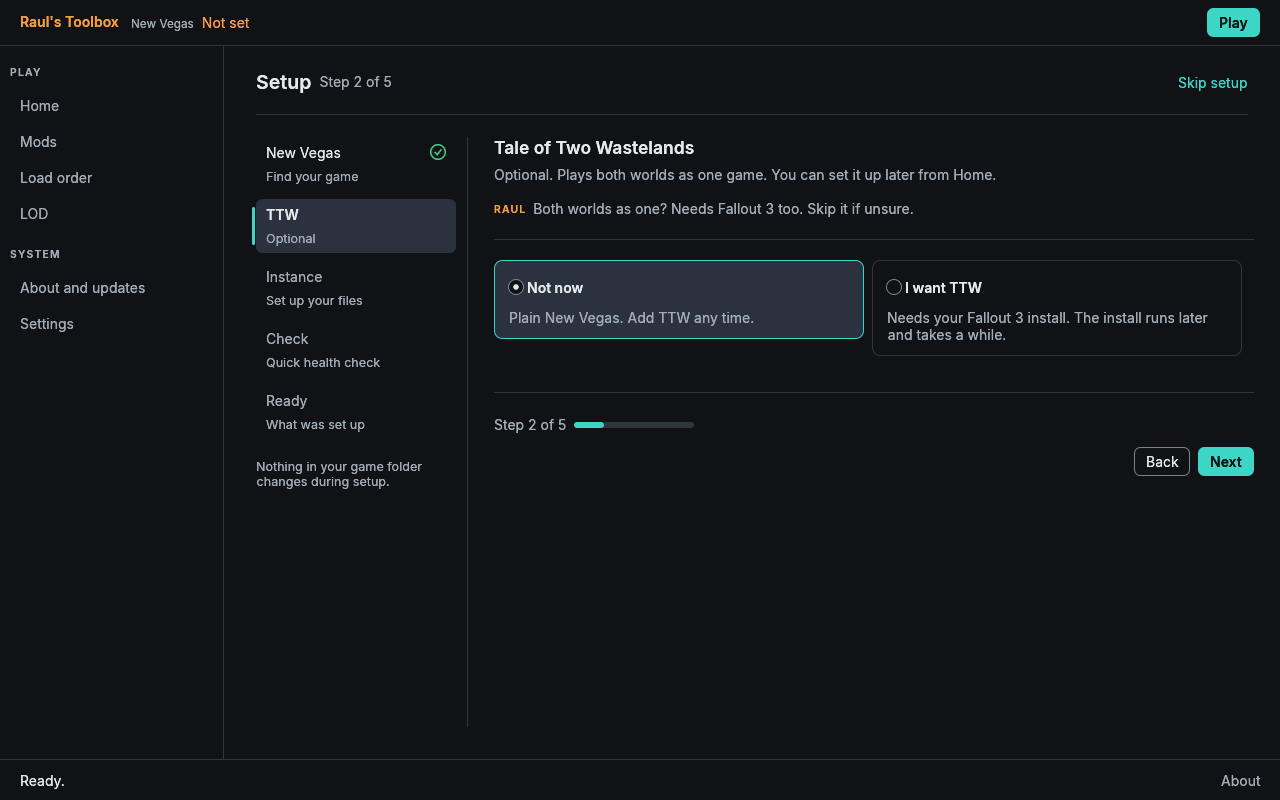 Raul's Toolbox New Vegas Not set
Play
PLAY
Home
Mods
Load order
LOD
SYSTEM
About and updates
Settings
Setup Step 2 of 5
Skip setup
New Vegas
Find your game
TTW
Optional
Instance
Set up your files
Check
Quick health check
Ready
What was set up
Nothing in your game folder
changes during setup.
Tale of Two Wastelands
Optional. Plays both worlds as one game. You can set it up later from Home.
RAUL Both worlds as one? Needs Fallout 3 too. Skip it if unsure.
Not now
Plain New Vegas. Add TTW any time.
I want TTW
Needs your Fallout 3 install. The install runs later
and takes a while.
Step 2 of 5
Back
Next
Ready.
About